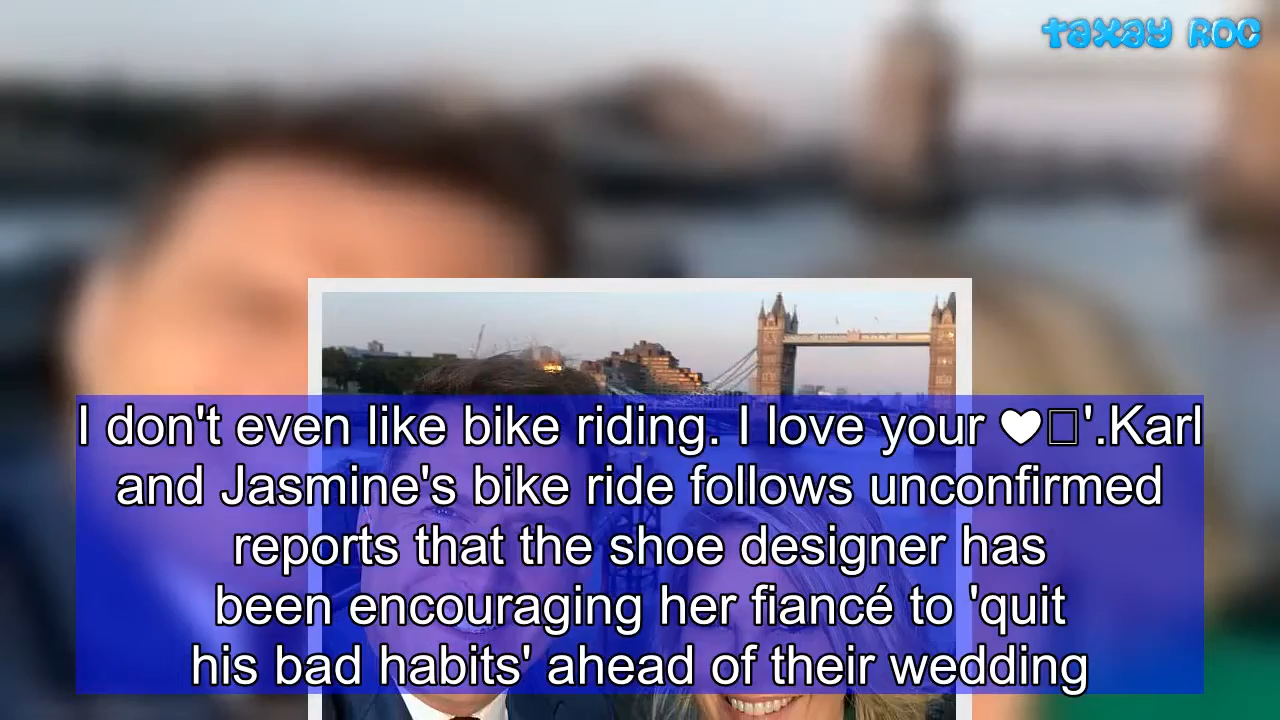 TaXaY ROC
I don't even like bike riding. I love your ♥□'.Karl
and Jasmine's bike ride follows unconfirmed
reports that the shoe designer has
been encouraging her fiancé to 'quit
his bad habits' ahead of their wedding